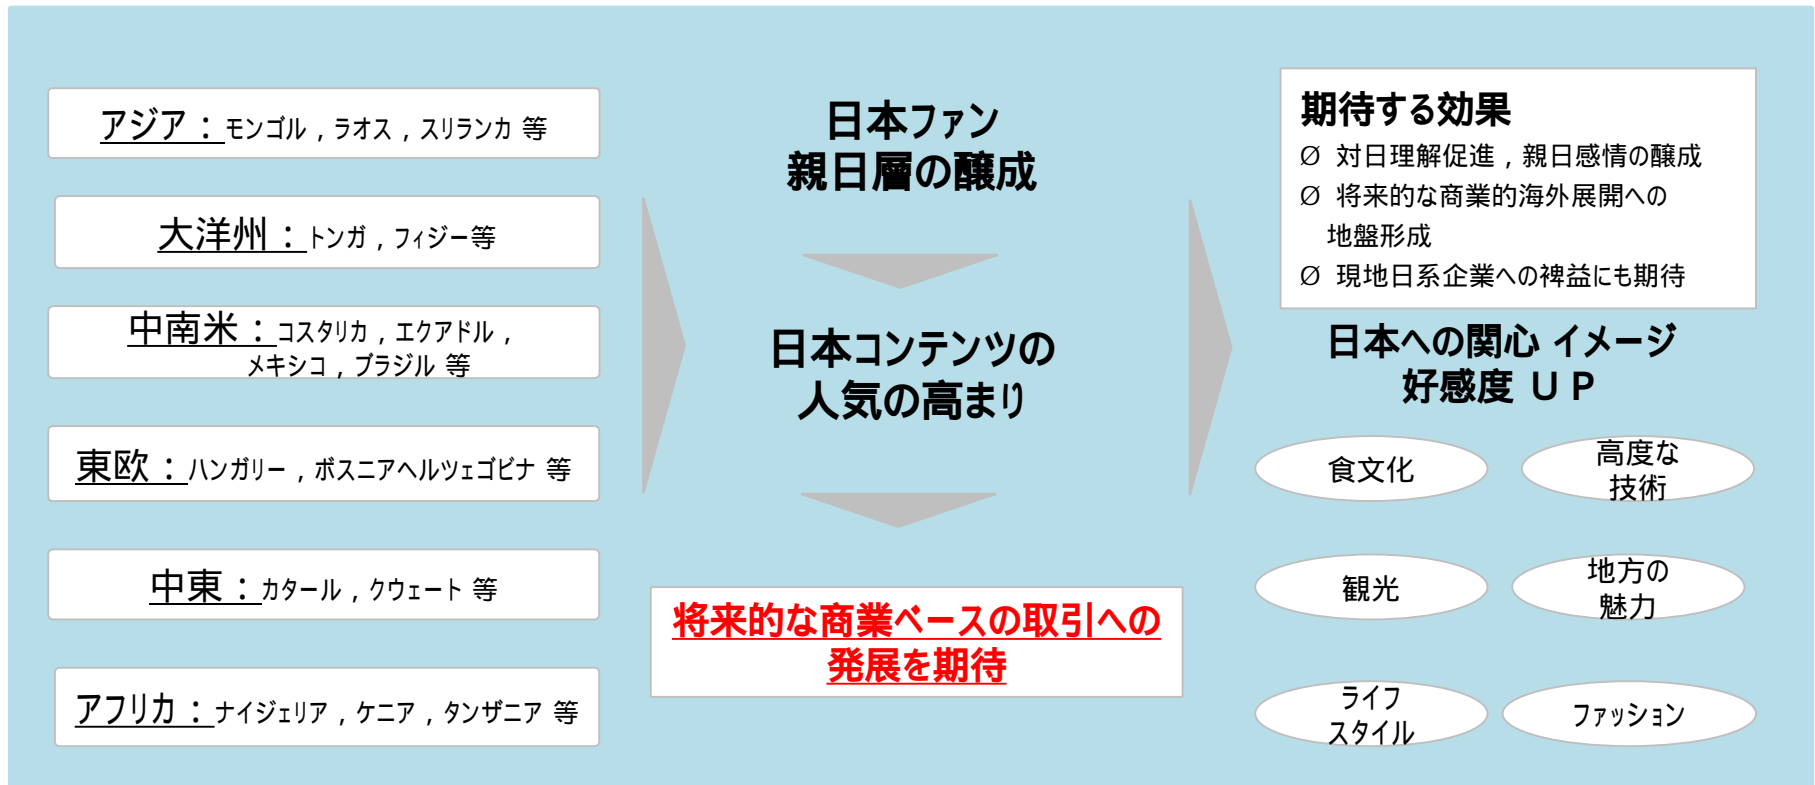 アジア：モンゴル，ラオス，スリランカ 等
大洋州：トンガ，フィジー等
中南米：コスタリカ，エクアドル，
メキシコ，ブラジル 等
東欧：ハンガリー，ボスニアヘルツェゴビナ 等
中東：カタール，クウェート 等
アフリカ：ナイジェリア，ケニア，タンザニア 等
日本ファン
親日層の醸成
日本コンテンツの
人気の高まり
将来的な商業ベースの取引への
発展を期待
期待する効果
Ø 対日理解促進，親日感情の醸成
Ø 将来的な商業的海外展開への
地盤形成
Ø 現地日系企業への裨益にも期待
日本への関心 イメージ
好感度 ＵＰ
食文化
高度な
技術
観光
地方の
魅力
ライフ
スタイル
ファッション